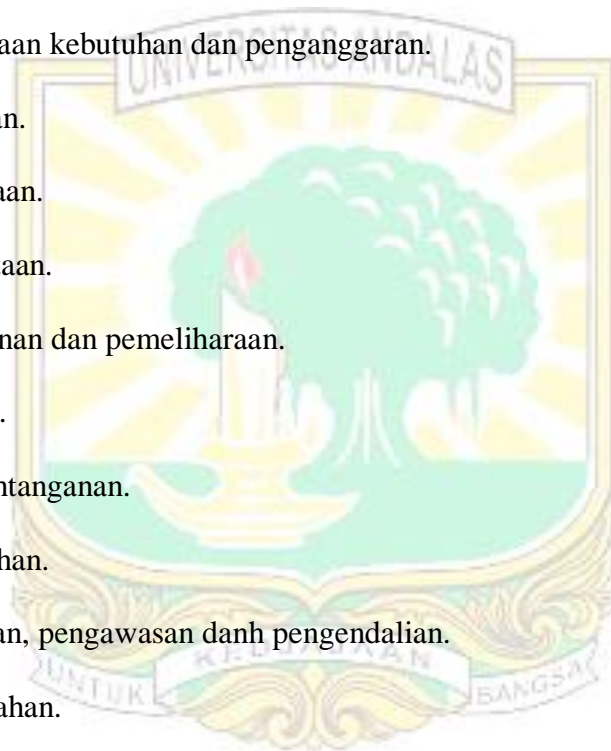 aan kebutuhan dan penganggaran.
UNIVERSITAS ANDALAS
an.
aan.
aan.
nan dan pemeliharaan.
.
ntanganan.
han.
an, pengawasan danh pengendalian.
KEDJAJAAN
UNTUK BANGSA
ahan.